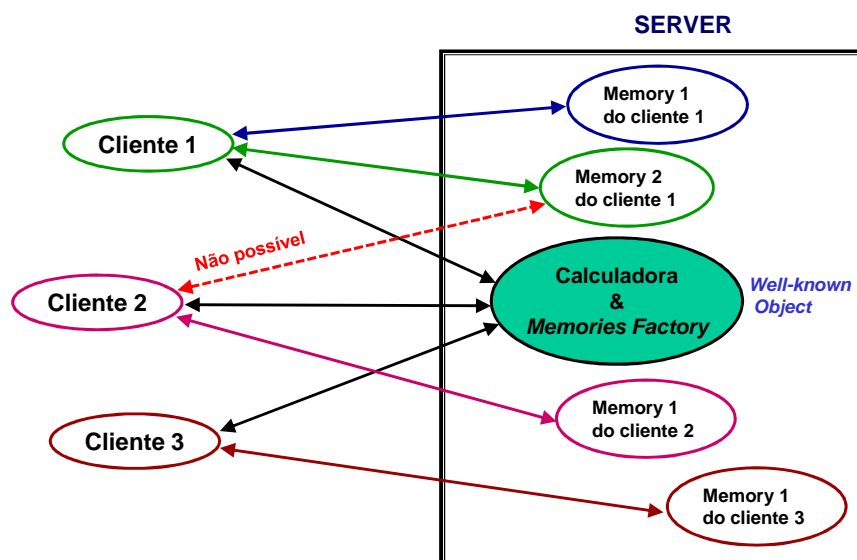 SERVER
Memory 1
do cliente 1
Cliente 1
Memory 2
do cliente 1
Não possível
Calculadora
&
Memories Factory
Well-known
Object
Cliente 2
Memory 1
do cliente 2
Cliente 3
Memory 1
do cliente 3